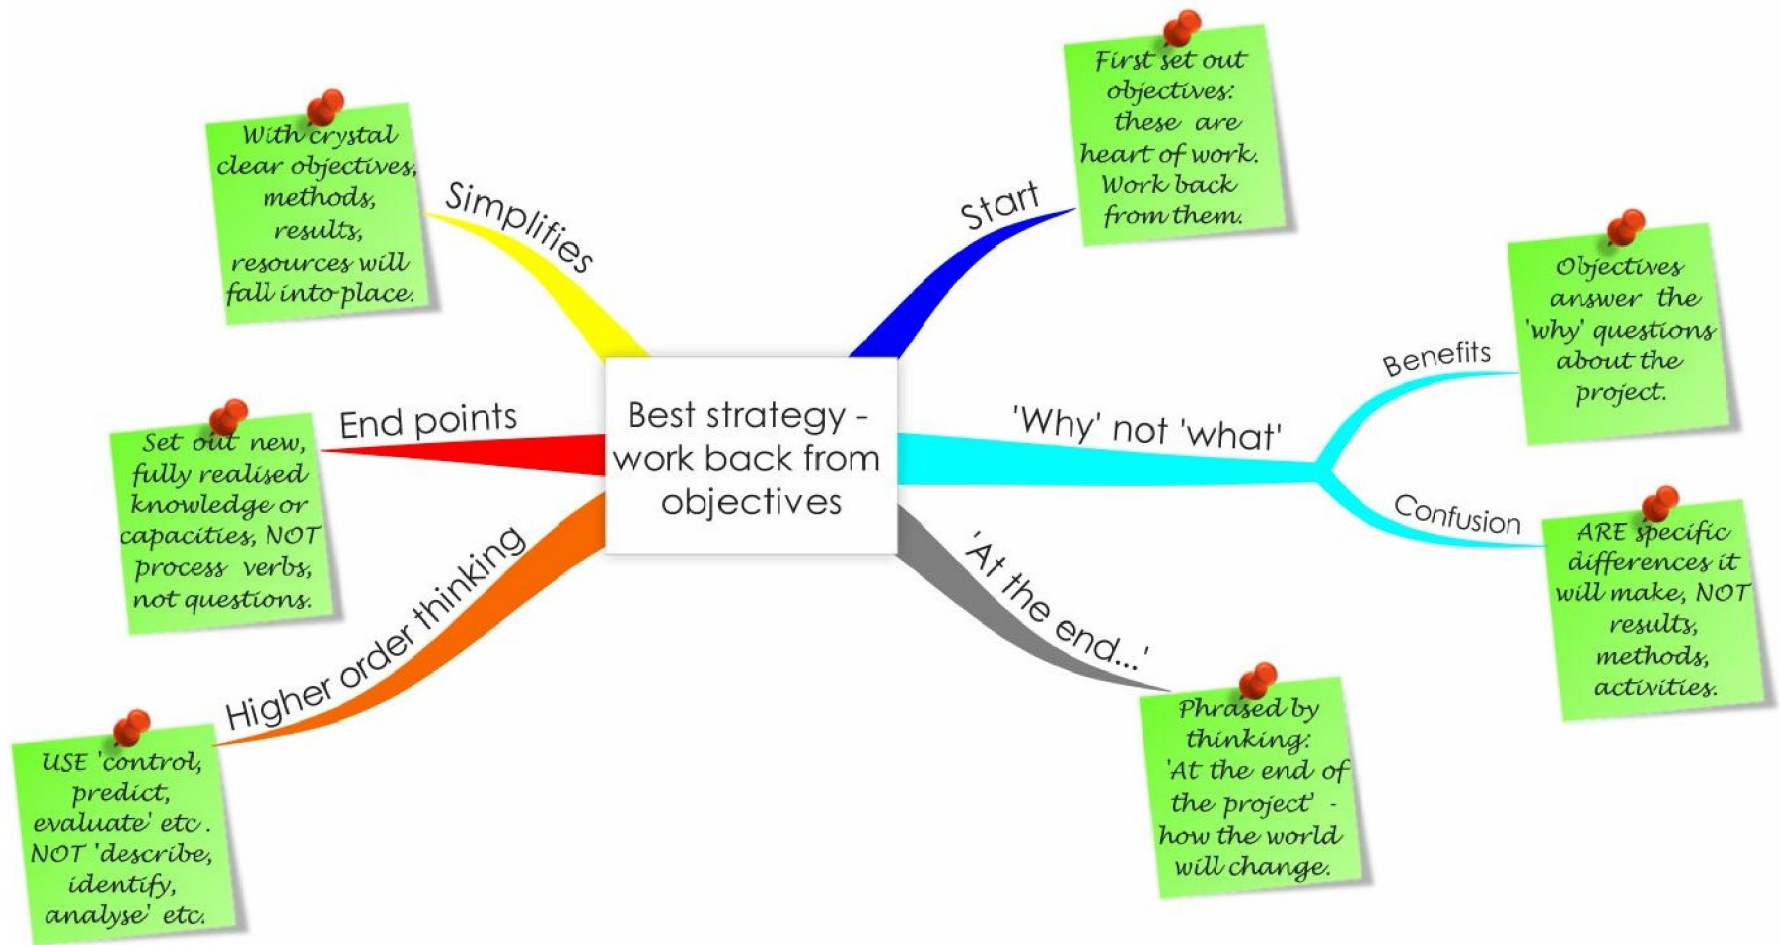 Best strategy -
work back from
objectives
Start
First set out
objectives:
these are
heart of work.
Work back
from them.
'Why' not 'what'
Benefits
Objectives
answer the
'why' questions
about the
project.
Confusion
ARE specific
differences it
will make, NOT
results,
methods,
activities.
'At the end...'
Phrased by
thinking:
'At the end of
the project' -
how the world
will change.
Higher order thinking
USE 'control,
predict,
evaluate' etc .
NOT 'describe,
identify,
analyse' etc.
End points
Set out new,
fully realised
knowledge or
capacities, NOT
process verbs,
not questions.
Simplifies
With crystal
clear objectives,
methods,
results,
resources will
fall into place.